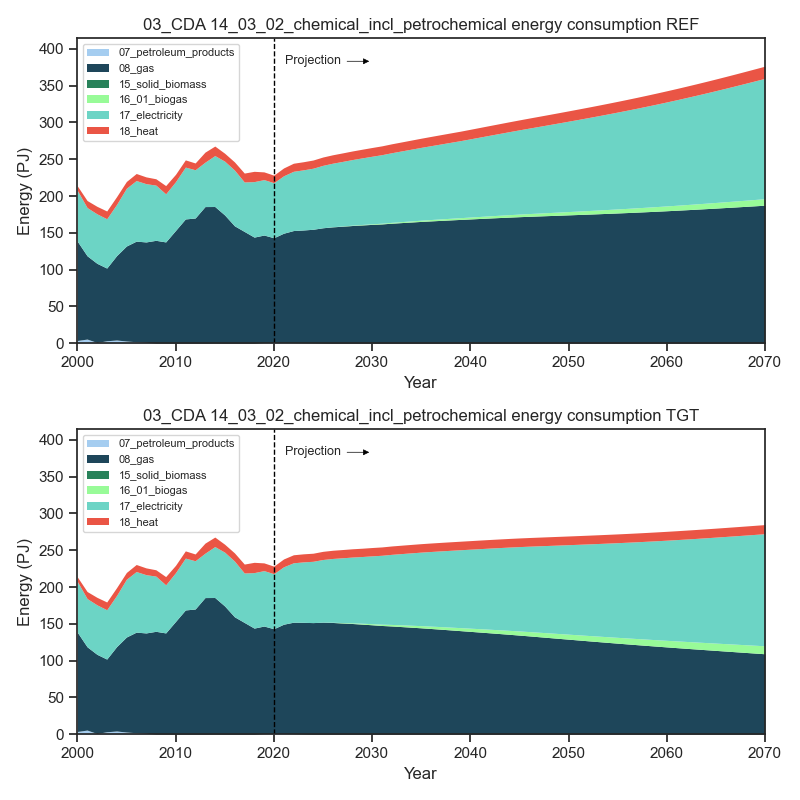 03_CDA 14_03_02_chemical_incl_petrochemical energy consumption REF
400
350
300
250
200
150
100
50
0
Energy (PJ)
07_petroleum_products
08_gas
15_solid_biomass
16_01_biogas
17_electricity
18_heat
Projection
2000 2010 2020 2030 2040 2050 2060 2070
Year
03_CDA 14_03_02_chemical_incl_petrochemical energy consumption TGT
400
350
300
250
200
150
100
50
0
Energy (PJ)
07_petroleum_products
08_gas
15_solid_biomass
16_01_biogas
17_electricity
18_heat
Projection
2000 2010 2020 2030 2040 2050 2060 2070
Year